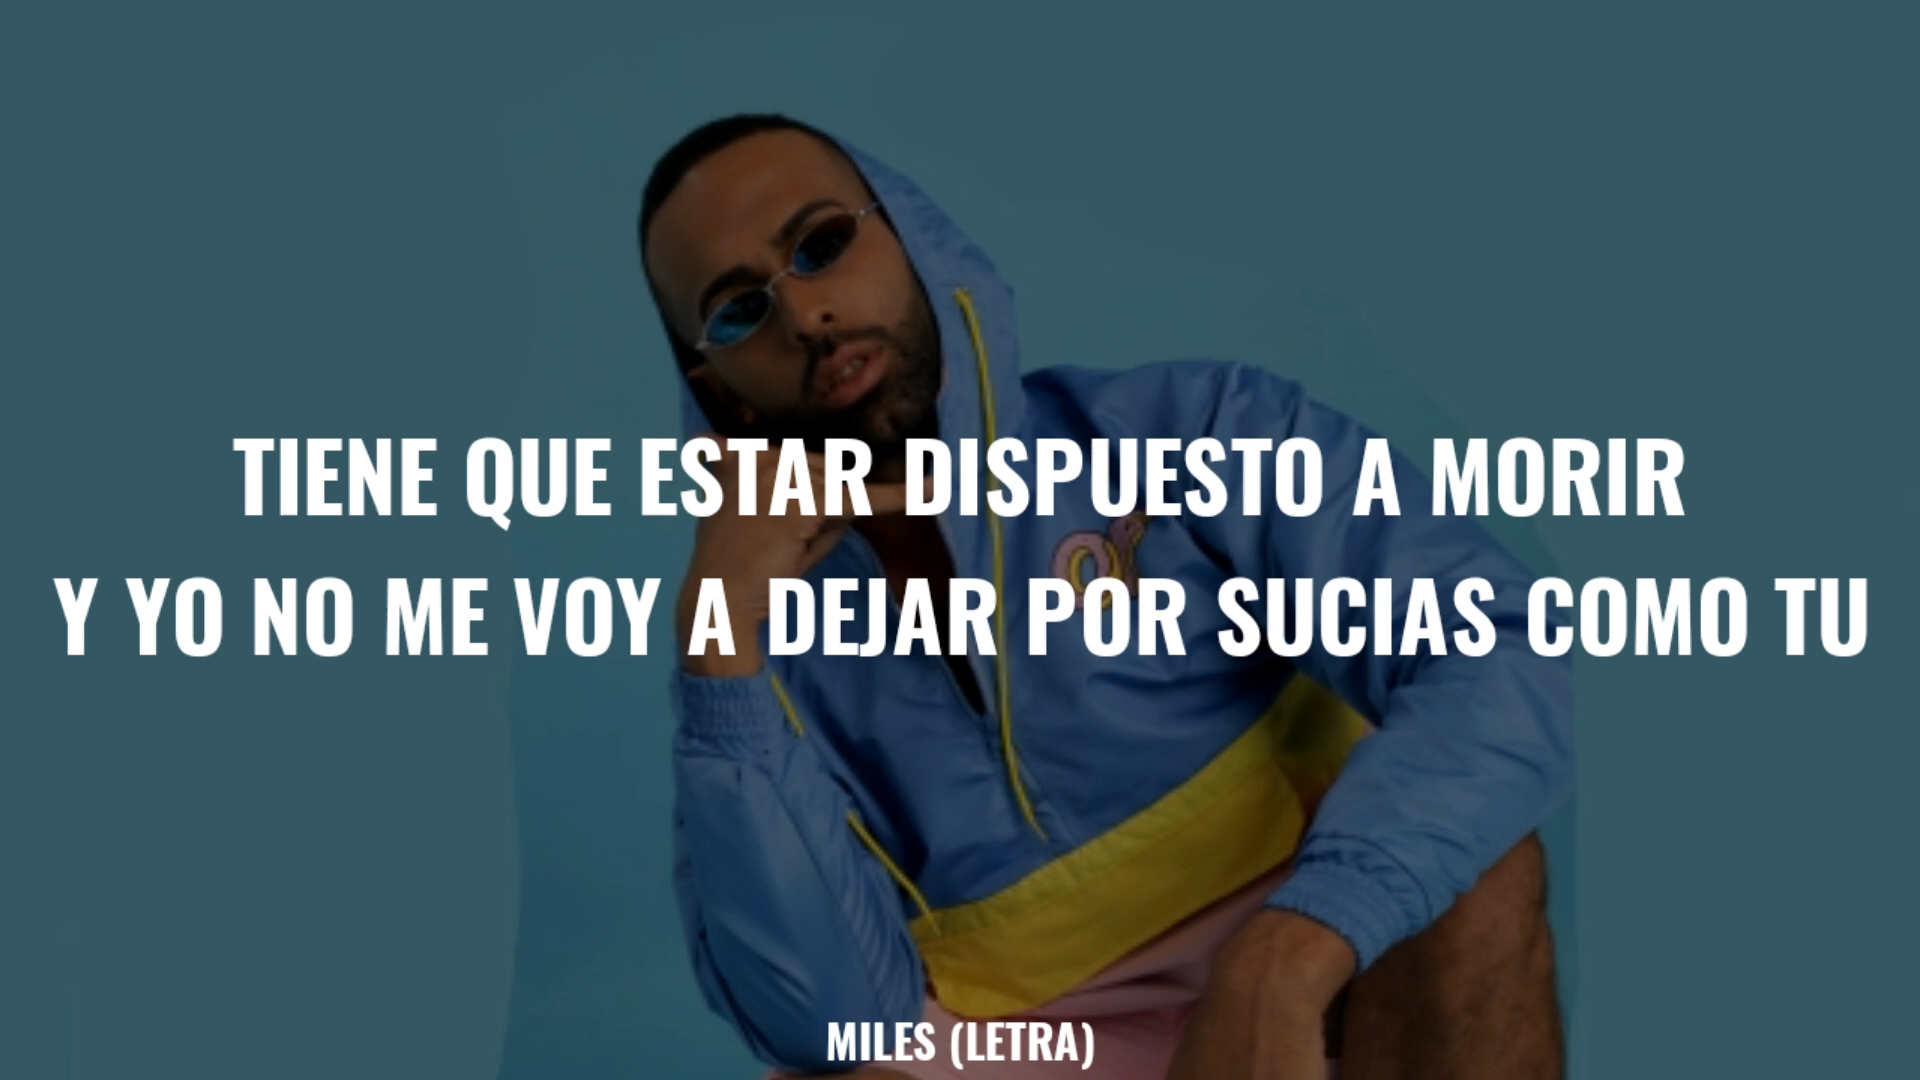 TIENE QUE ESTAR DISPUESTO A MORIR
Y YO NO ME VOY A DEJAR POR SUCIAS COMO TU
MILES (LETRA)